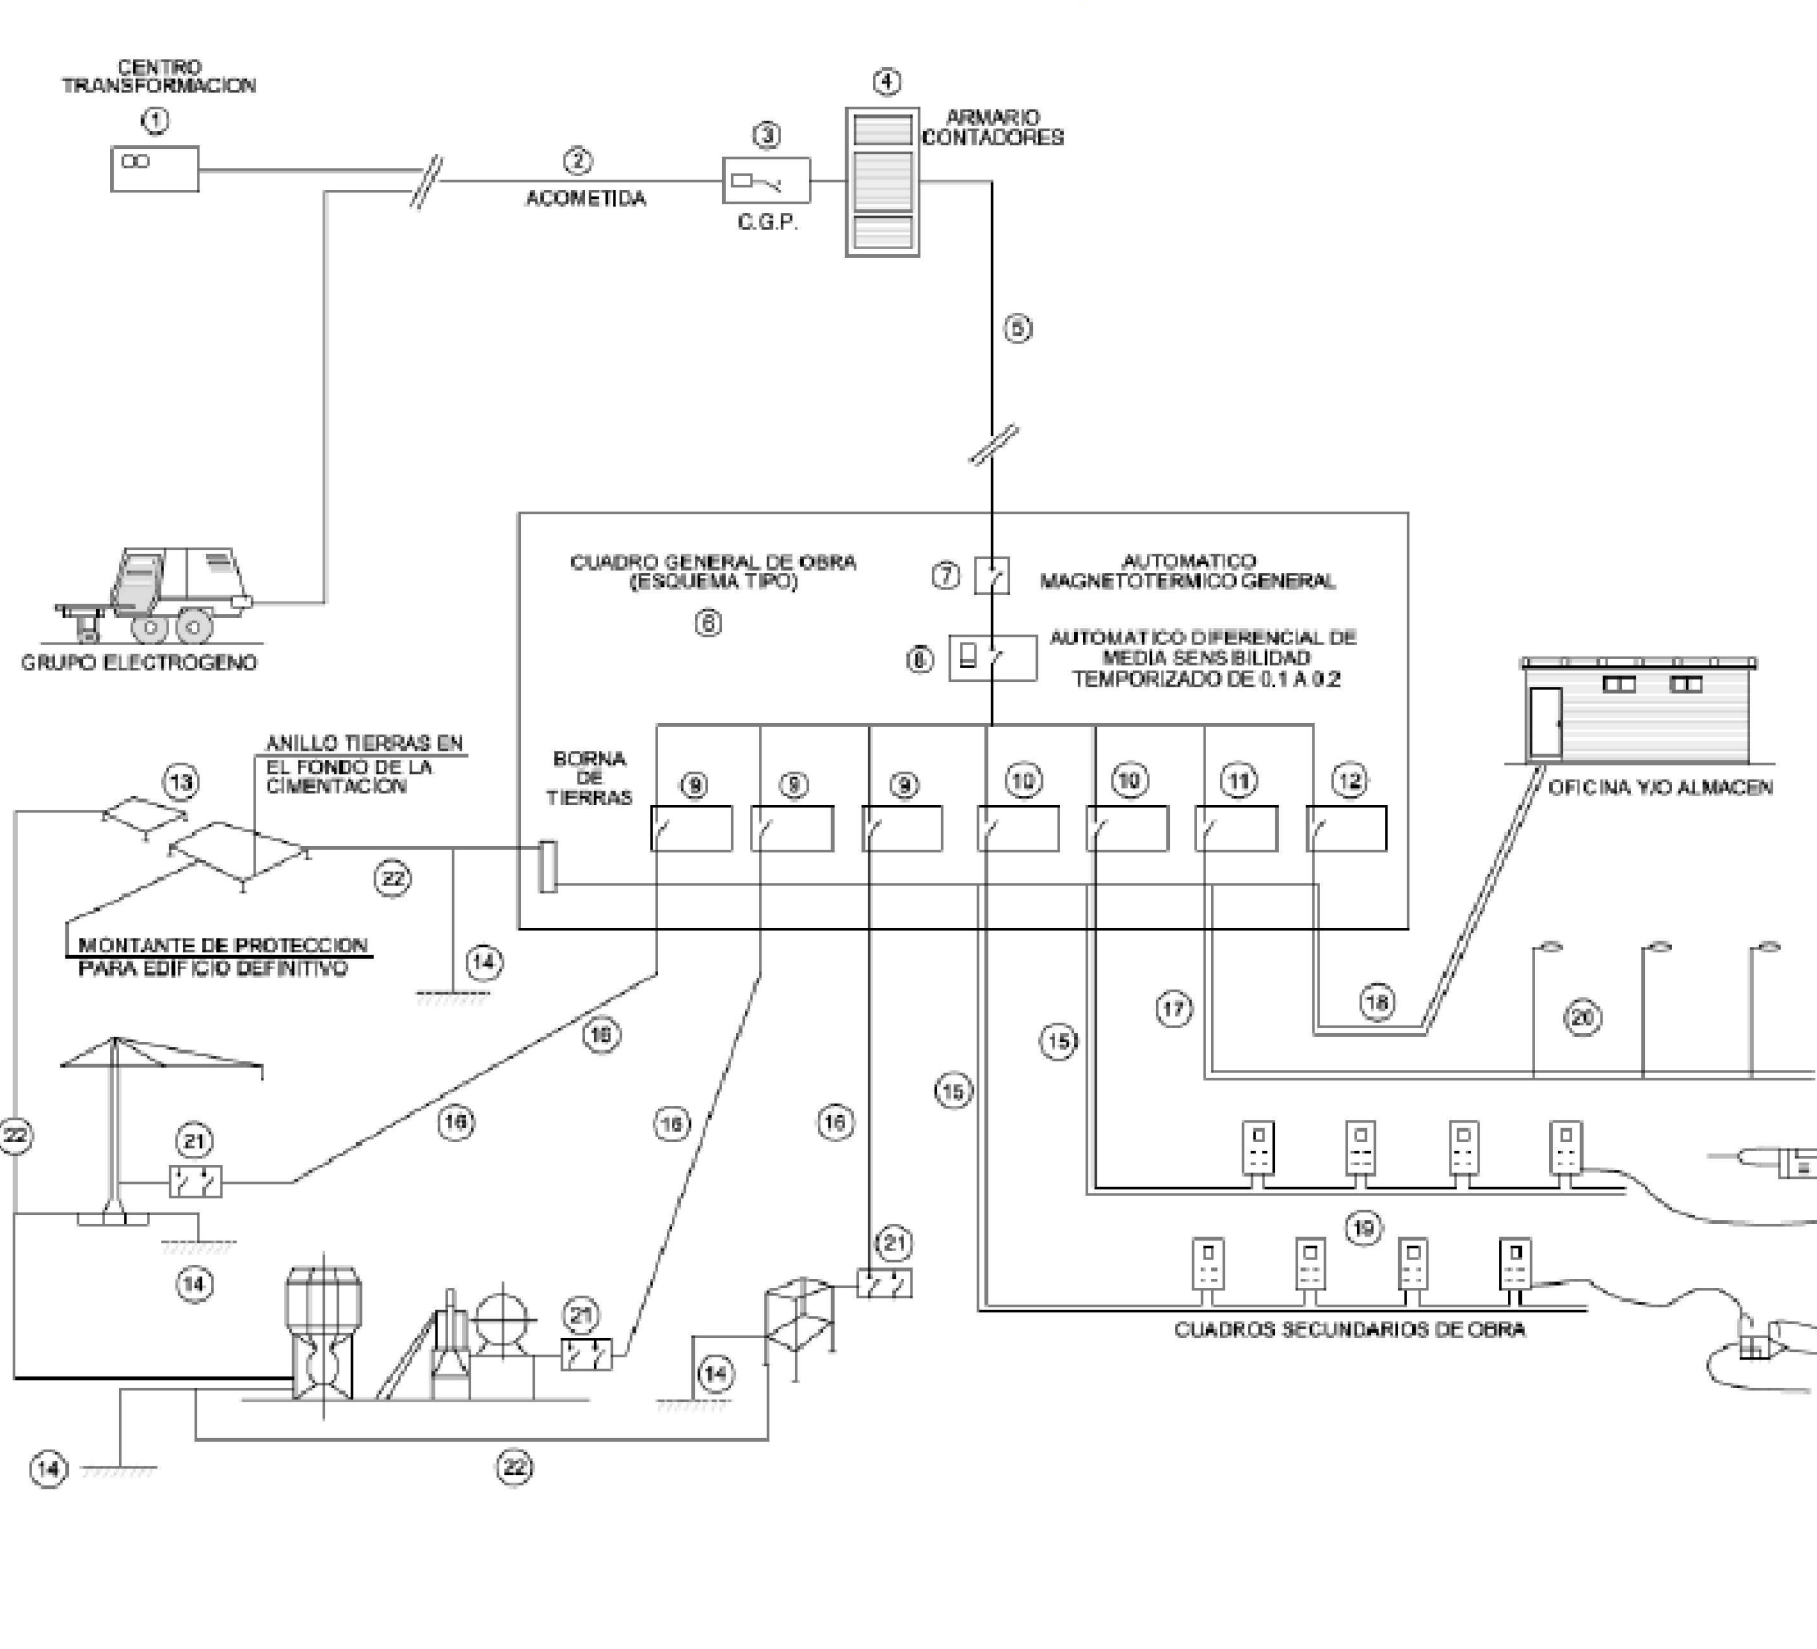 CENTRO
TRANSFORMACION
1
2
ACOMETIDA
3
C.G.P.
4
ARMARIO
CONTADORES
5
GRUPO ELECTROGENO
CUADRO GENERAL DE OBRA
(ESQUEMA TIPO)
6
7
AUTOMATICO
MAGNETOTERMICO GENERAL
8
AUTOMATICO DIFERENCIAL DE
MEDIA SENSIBILIDAD
TEMPORIZADO DE 0.1 A 0.2
BORNA
DE
TIERRAS
9
9
9
10
10
11
12
OFICINA Y/O ALMACEN
ANILLO TIERRAS EN
EL FONDO DE LA
CIMENTACION
13
22
MONTANTE DE PROTECCION
PARA EDIFICIO DEFINITIVO
14
16
16
16
16
15
15
17
18
20
22
21
14
21
21
14
19
CUADROS SECUNDARIOS DE OBRA
14
22